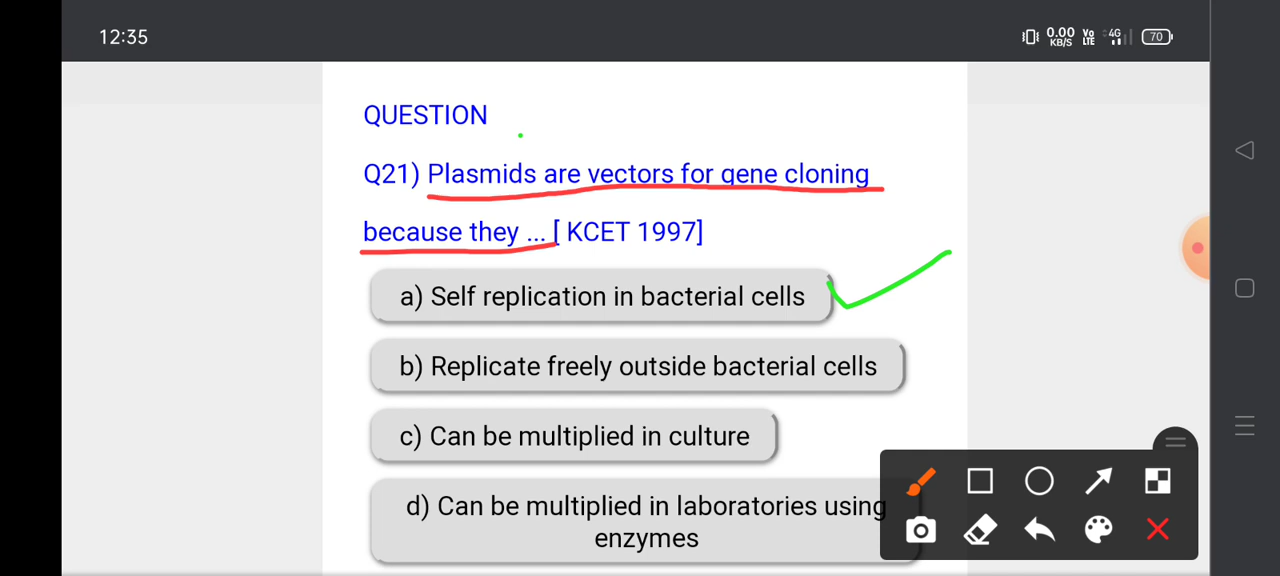 12:35
0.00 KB/S Vo LTE 4G 70
QUESTION
Q21) Plasmids are vectors for gene cloning
because they ... [ KCET 1997]
a) Self replication in bacterial cells
b) Replicate freely outside bacterial cells
c) Can be multiplied in culture
d) Can be multiplied in laboratories using
enzymes